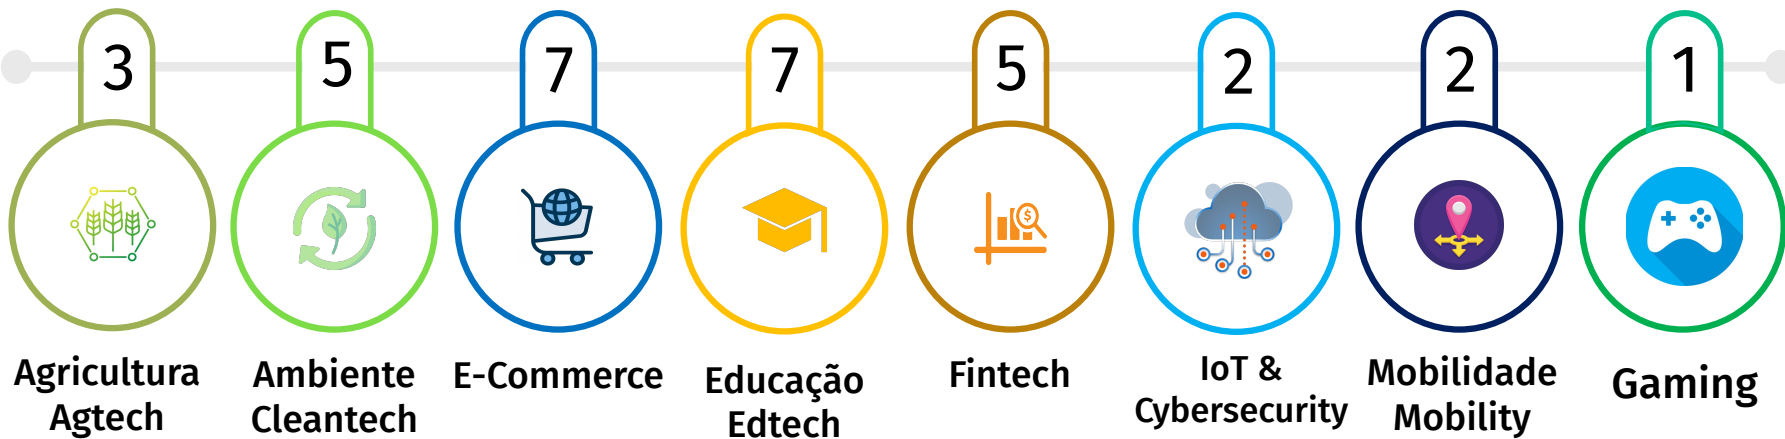 3
5
7
7
5
2
2
1
Agricultura
Agtech
Ambiente
Cleantech
E-Commerce
Educação
Edtech
Fintech
IoT &
Cybersecurity
Mobilidade
Mobility
Gaming
$